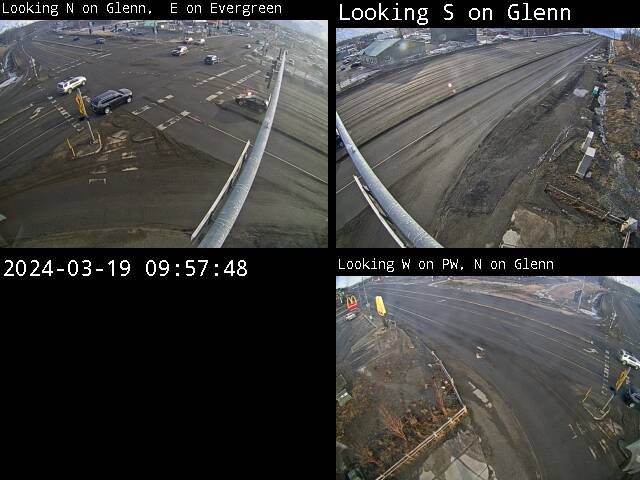 Looking N on Glenn, E on Evergreen
Looking S on Glenn
2024-03-19 09:57:48
Looking W on PW, N on Glenn